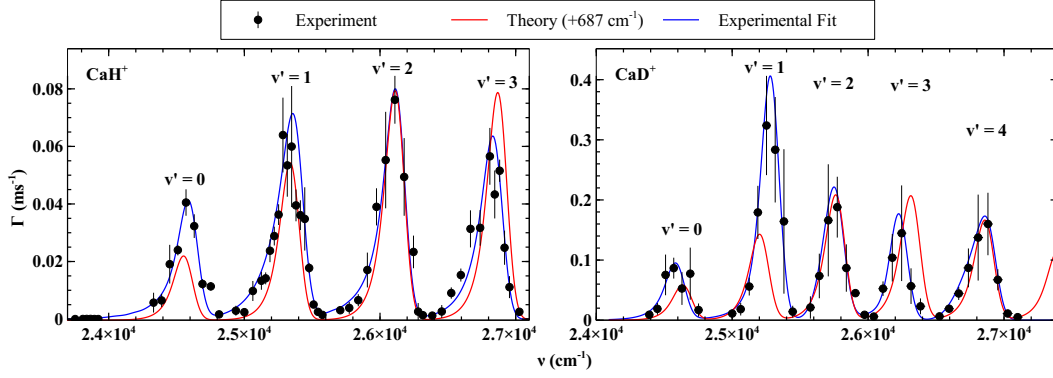 Experiment Theory (+687 cm⁻¹) Experimental Fit
CaH⁺
v' = 0
v' = 1
v' = 2
v' = 3
0.08
0.06
0.04
0.02
0.00
Γ (ms⁻¹)
2.4×10⁴ 2.5×10⁴ 2.6×10⁴ 2.7×10⁴
CaD⁺
v' = 0
v' = 1
v' = 2
v' = 3
v' = 4
0.4
0.3
0.2
0.1
0.0
2.4×10⁴ 2.5×10⁴ 2.6×10⁴ 2.7×10⁴
ν (cm⁻¹)